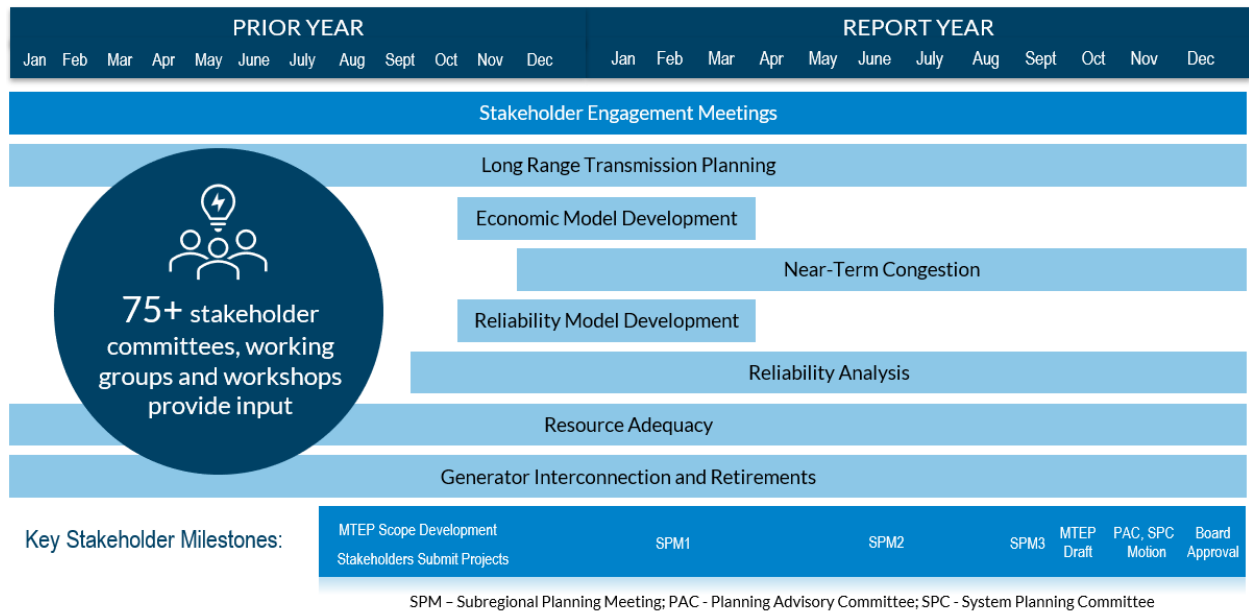 PRIOR YEAR
REPORT YEAR
Jan Feb Mar Apr May June July Aug Sept Oct Nov Dec
Jan Feb Mar Apr May June July Aug Sept Oct Nov Dec
Stakeholder Engagement Meetings
Long Range Transmission Planning
Economic Model Development
Near-Term Congestion
Reliability Model Development
Reliability Analysis
Resource Adequacy
Generator Interconnection and Retirements
75+ stakeholder
committees, working
groups and workshops
provide input
Key Stakeholder Milestones:
MTEP Scope Development
Stakeholders Submit Projects
SPM1
SPM2
SPM3
MTEP
Draft
PAC, SPC
Motion
Board
Approval
SPM – Subregional Planning Meeting; PAC - Planning Advisory Committee; SPC - System Planning Committee